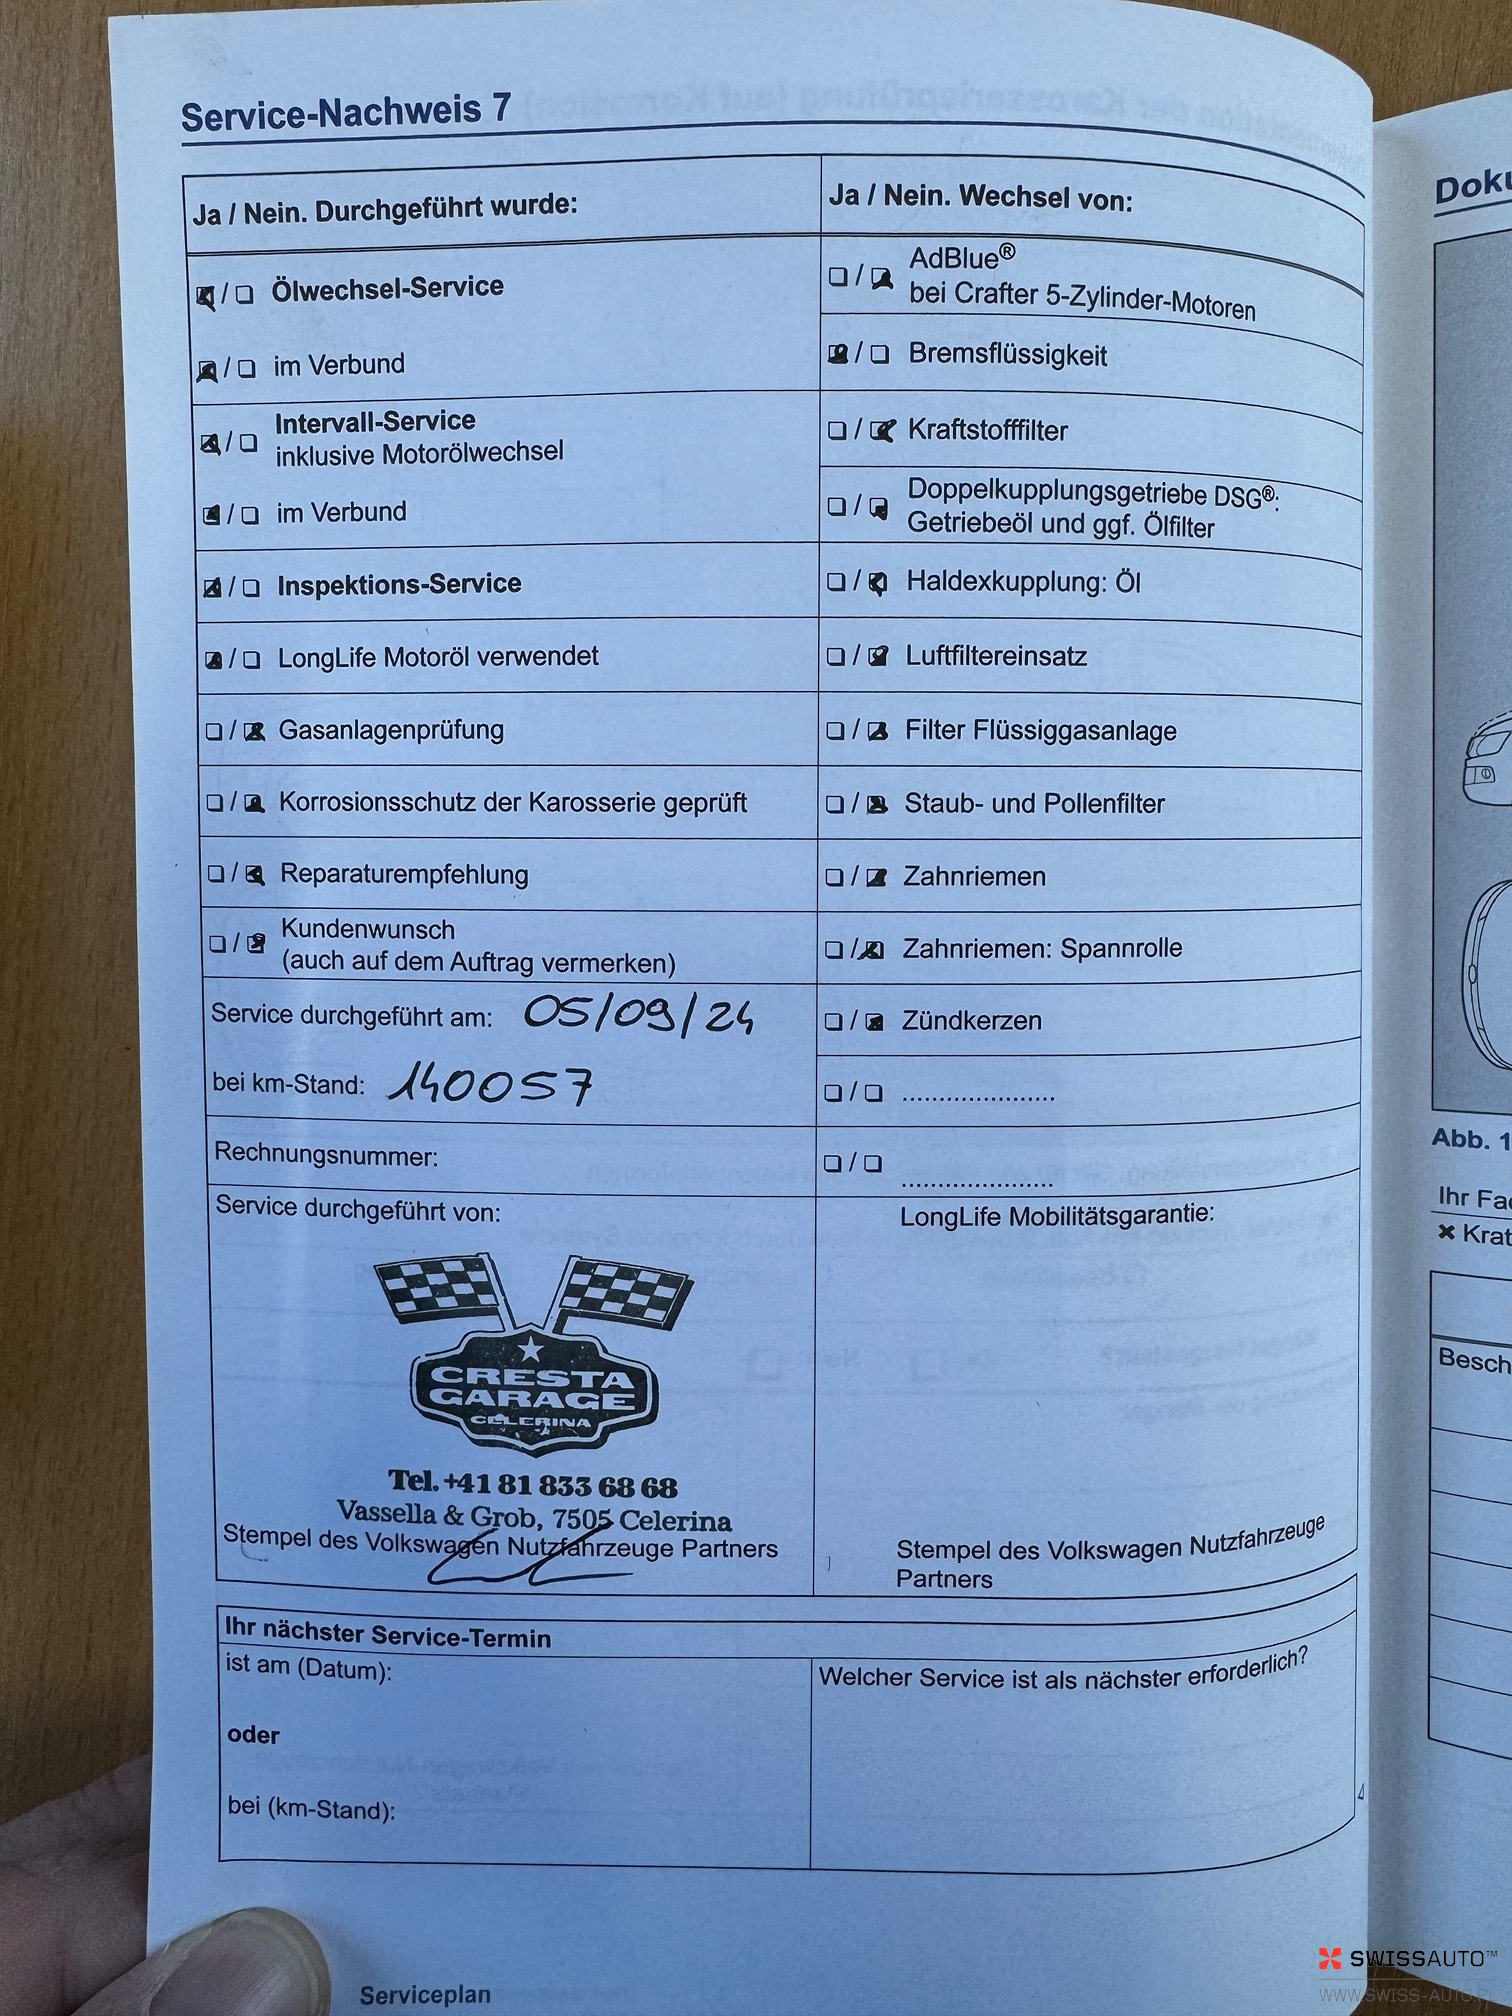 Service-Nachweis 7
Ja / Nein. Durchgeführt wurde:
Ölwechsel-Service
im Verbund
Intervall-Service
inklusive Motorölwechsel
im Verbund
Inspektions-Service
LongLife Motoröl verwendet
Gasanlagenprüfung
Korrosionsschutz der Karosserie geprüft
Reparaturempfehlung
Kundenwunsch
(auch auf dem Auftrag vermerken)
Service durchgeführt am: 05/09/24
bei km-Stand: 140057
Rechnungsnummer:
Service durchgeführt von:
CRESTA
GARAGE
CELERINA
Tel. +41 81 833 68 68
Vassella & Grob, 7505 Celerina
Stempel des Volkswagen Nutzfahrzeuge Partners
Ja / Nein. Wechsel von:
AdBlue®
bei Crafter 5-Zylinder-Motoren
Bremsflüssigkeit
Kraftstofffilter
Doppelkupplungsgetriebe DSG®:
Getriebeöl und ggf. Ölfilter
Haldexkupplung: Öl
Luftfiltereinsatz
Filter Flüssiggasanlage
Staub- und Pollenfilter
Zahnriemen
Zahnriemen: Spannrolle
Zündkerzen
LongLife Mobilitätsgarantie:
Stempel des Volkswagen Nutzfahrzeuge
Partners
Ihr nächster Service-Termin
ist am (Datum):
oder
bei (km-Stand):
Welcher Service ist als nächster erforderlich?
Serviceplan
Abb. 1
SWISSAUTO™